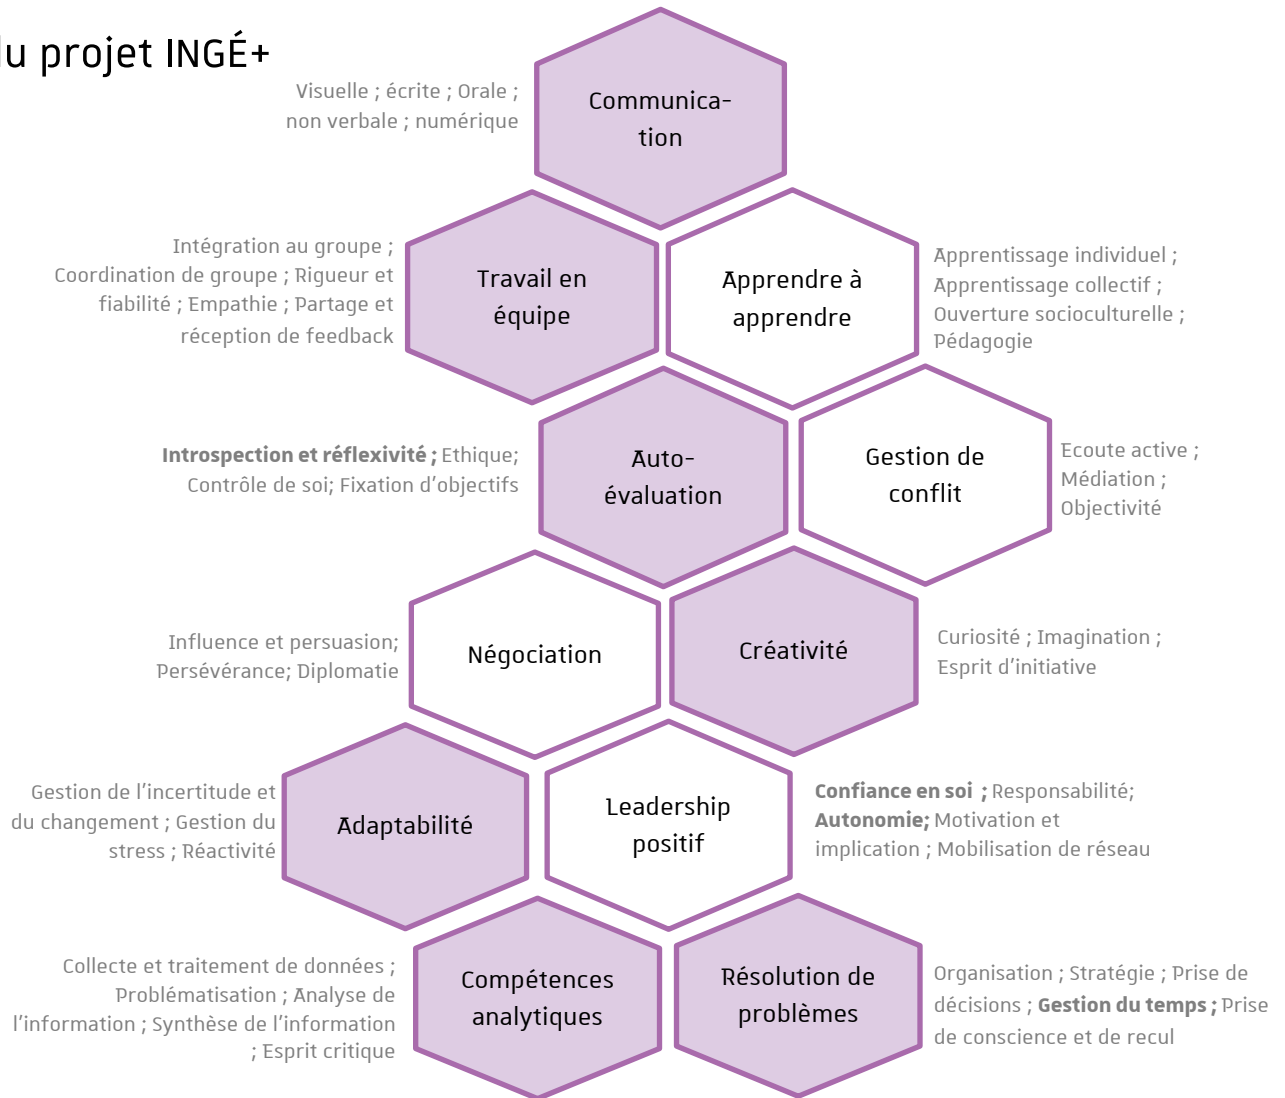 du projet INGÉ+
Visuelle ; écrite ; Orale ;
non verbale ; numérique
Communica-
tion
Intégration au groupe ;
Coordination de groupe ; Rigueur et
fiabilité ; Empathie ; Partage et
réception de feedback
Travail en
équipe
Apprendre à
apprendre
Apprentissage individuel ;
Apprentissage collectif ;
Ouverture socioculturelle ;
Pédagogie
Introspection et réflexivité ; Ethique;
Contrôle de soi; Fixation d'objectifs
Auto-
évaluation
Gestion de
conflit
Ecoute active ;
Médiation ;
Objectivité
Influence et persuasion;
Persévérance; Diplomatie
Négociation
Créativité
Curiosité ; Imagination ;
Esprit d'initiative
Gestion de l'incertitude et
du changement ; Gestion du
stress ; Réactivité
Adaptabilité
Leadership
positif
Confiance en soi ; Responsabilité;
Autonomie; Motivation et
implication ; Mobilisation de réseau
Collecte et traitement de données ;
Problématisation ; Analyse de
l'information ; Synthèse de l'information
; Esprit critique
Compétences
analytiques
Résolution de
problèmes
Organisation ; Stratégie ; Prise de
décisions ; Gestion du temps ; Prise
de conscience et de recul